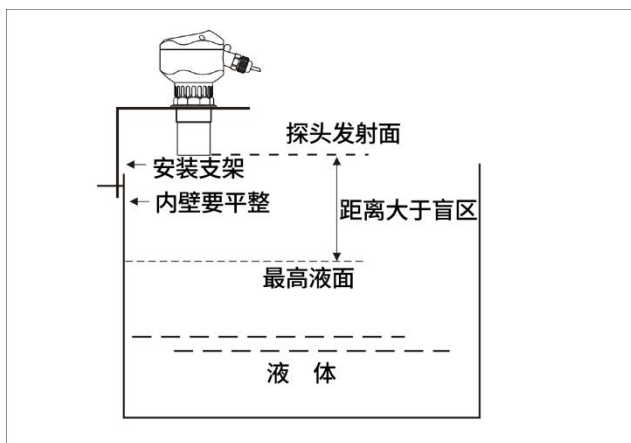 探头发射面
安装支架
内壁要平整
距离大于盲区
最高液面
液 体